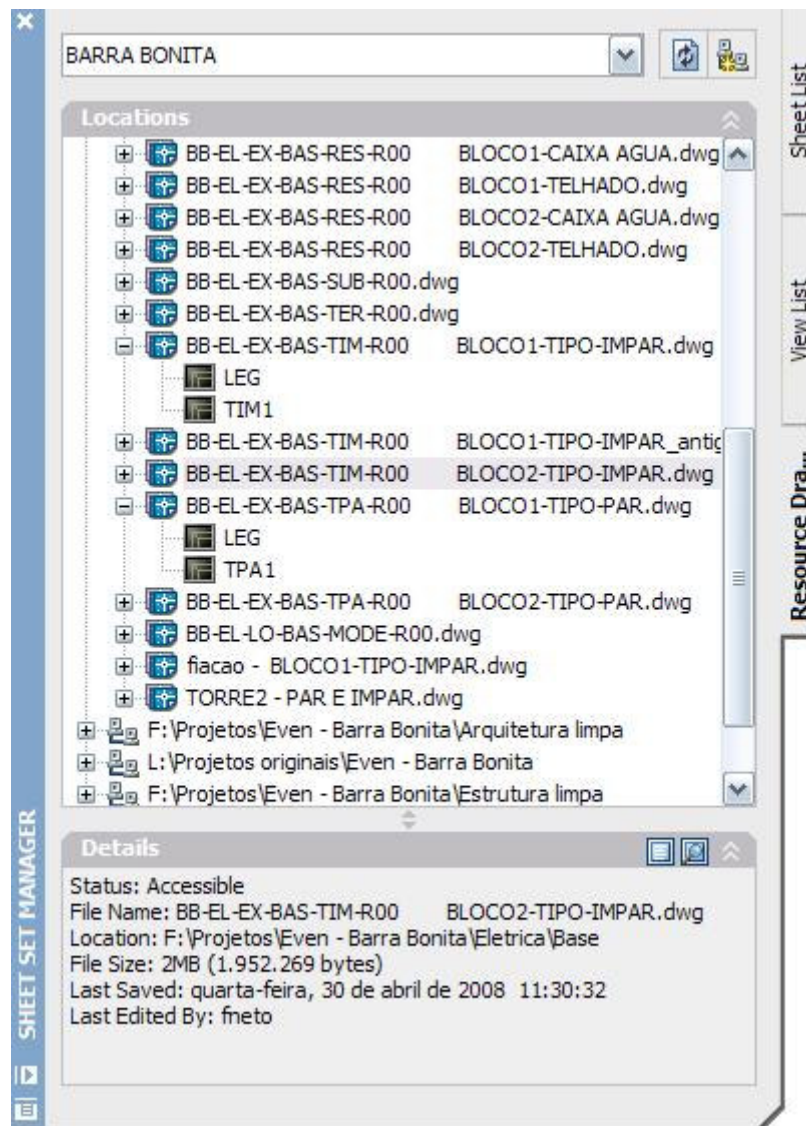 BARRA BONITA
Locations
BB-EL-EX-BAS-RES-R00 BLOCO1-CAIXA AGUA.dwg
BB-EL-EX-BAS-RES-R00 BLOCO1-TELHADO.dwg
BB-EL-EX-BAS-RES-R00 BLOCO2-CAIXA AGUA.dwg
BB-EL-EX-BAS-RES-R00 BLOCO2-TELHADO.dwg
BB-EL-EX-BAS-SUB-R00.dwg
BB-EL-EX-BAS-TER-R00.dwg
BB-EL-EX-BAS-TIM-R00 BLOCO1-TIPO-IMPAR.dwg
LEG
TIM1
BB-EL-EX-BAS-TIM-R00 BLOCO1-TIPO-IMPAR_antig
BB-EL-EX-BAS-TIM-R00 BLOCO2-TIPO-IMPAR.dwg
BB-EL-EX-BAS-TPA-R00 BLOCO1-TIPO-PAR.dwg
LEG
TPA1
BB-EL-EX-BAS-TPA-R00 BLOCO2-TIPO-PAR.dwg
BB-EL-LO-BAS-MODE-R00.dwg
fiacao - BLOCO1-TIPO-IMPAR.dwg
TORRE2 - PAR E IMPAR.dwg
F:\Projetos\Even - Barra Bonita\Arquitetura limpa
L:\Projetos originais\Even - Barra Bonita
F:\Projetos\Even - Barra Bonita\Estrutura limpa
Details
Status: Accessible
File Name: BB-EL-EX-BAS-TIM-R00 BLOCO2-TIPO-IMPAR.dwg
Location: F:\Projetos\Even - Barra Bonita\Eletrica\Base
File Size: 2MB (1.952.269 bytes)
Last Saved: quarta-feira, 30 de abril de 2008 11:30:32
Last Edited By: fneto
SHEET SET MANAGER
Sheet List
View List
Resource Dra...